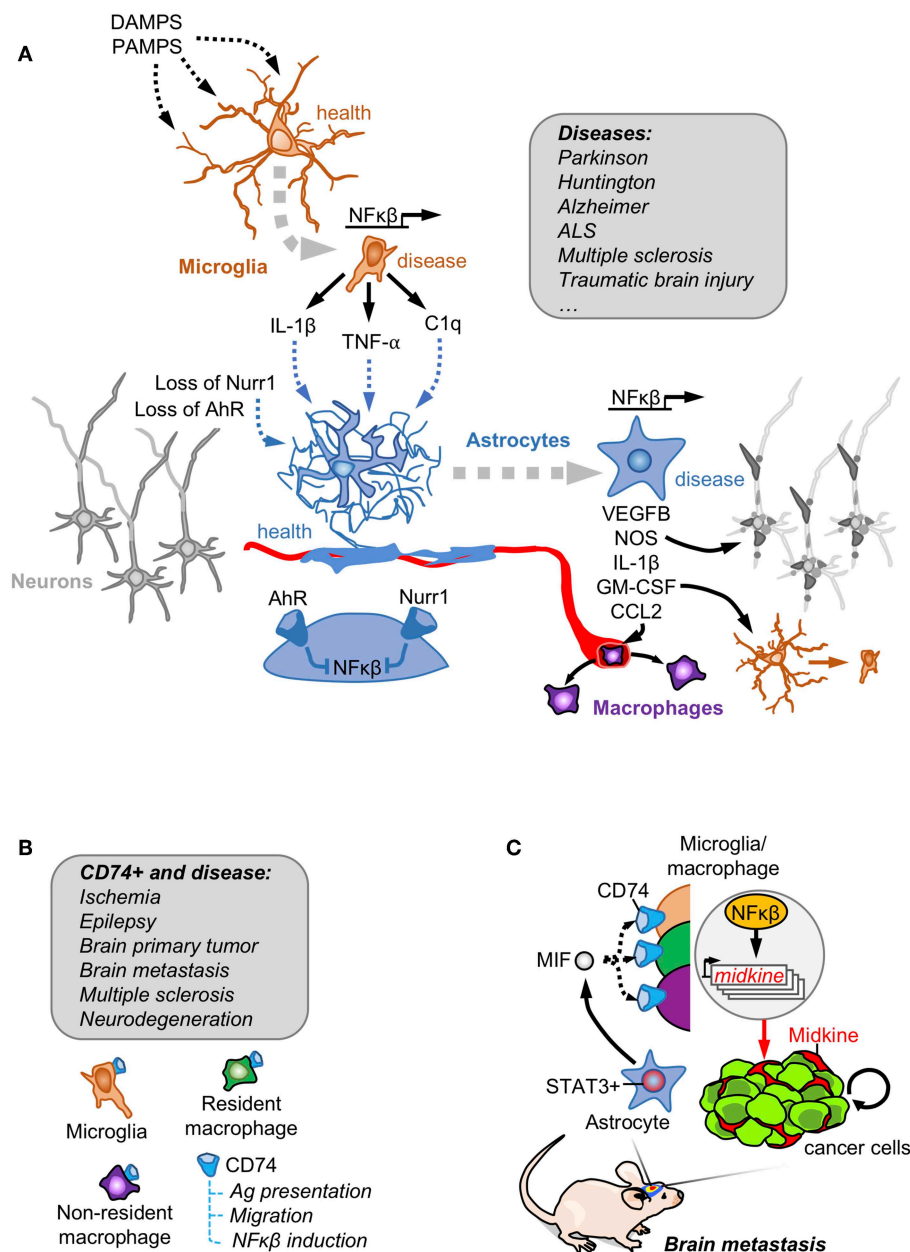 A
DAMPS
PAMPS
health
Microglia
NFκβ
disease
IL-1β
TNF-α
C1q
Diseases:
Parkinson
Huntington
Alzheimer
ALS
Multiple sclerosis
Traumatic brain injury
…
Loss of Nurr1
Loss of AhR
Astrocytes
health
Neurons
AhR
Nurr1
NFκβ
NFκβ
disease
VEGFB
NOS
IL-1β
GM-CSF
CCL2
Macrophages
B
CD74+ and disease:
Ischemia
Epilepsy
Brain primary tumor
Brain metastasis
Multiple sclerosis
Neurodegeneration
Microglia
Resident
macrophage
Non-resident
macrophage
CD74
Ag presentation
Migration
NFκβ induction
C
Microglia/
macrophage
CD74
MIF
NFκβ
midkine
Midkine
STAT3+
Astrocyte
cancer cells
Brain metastasis